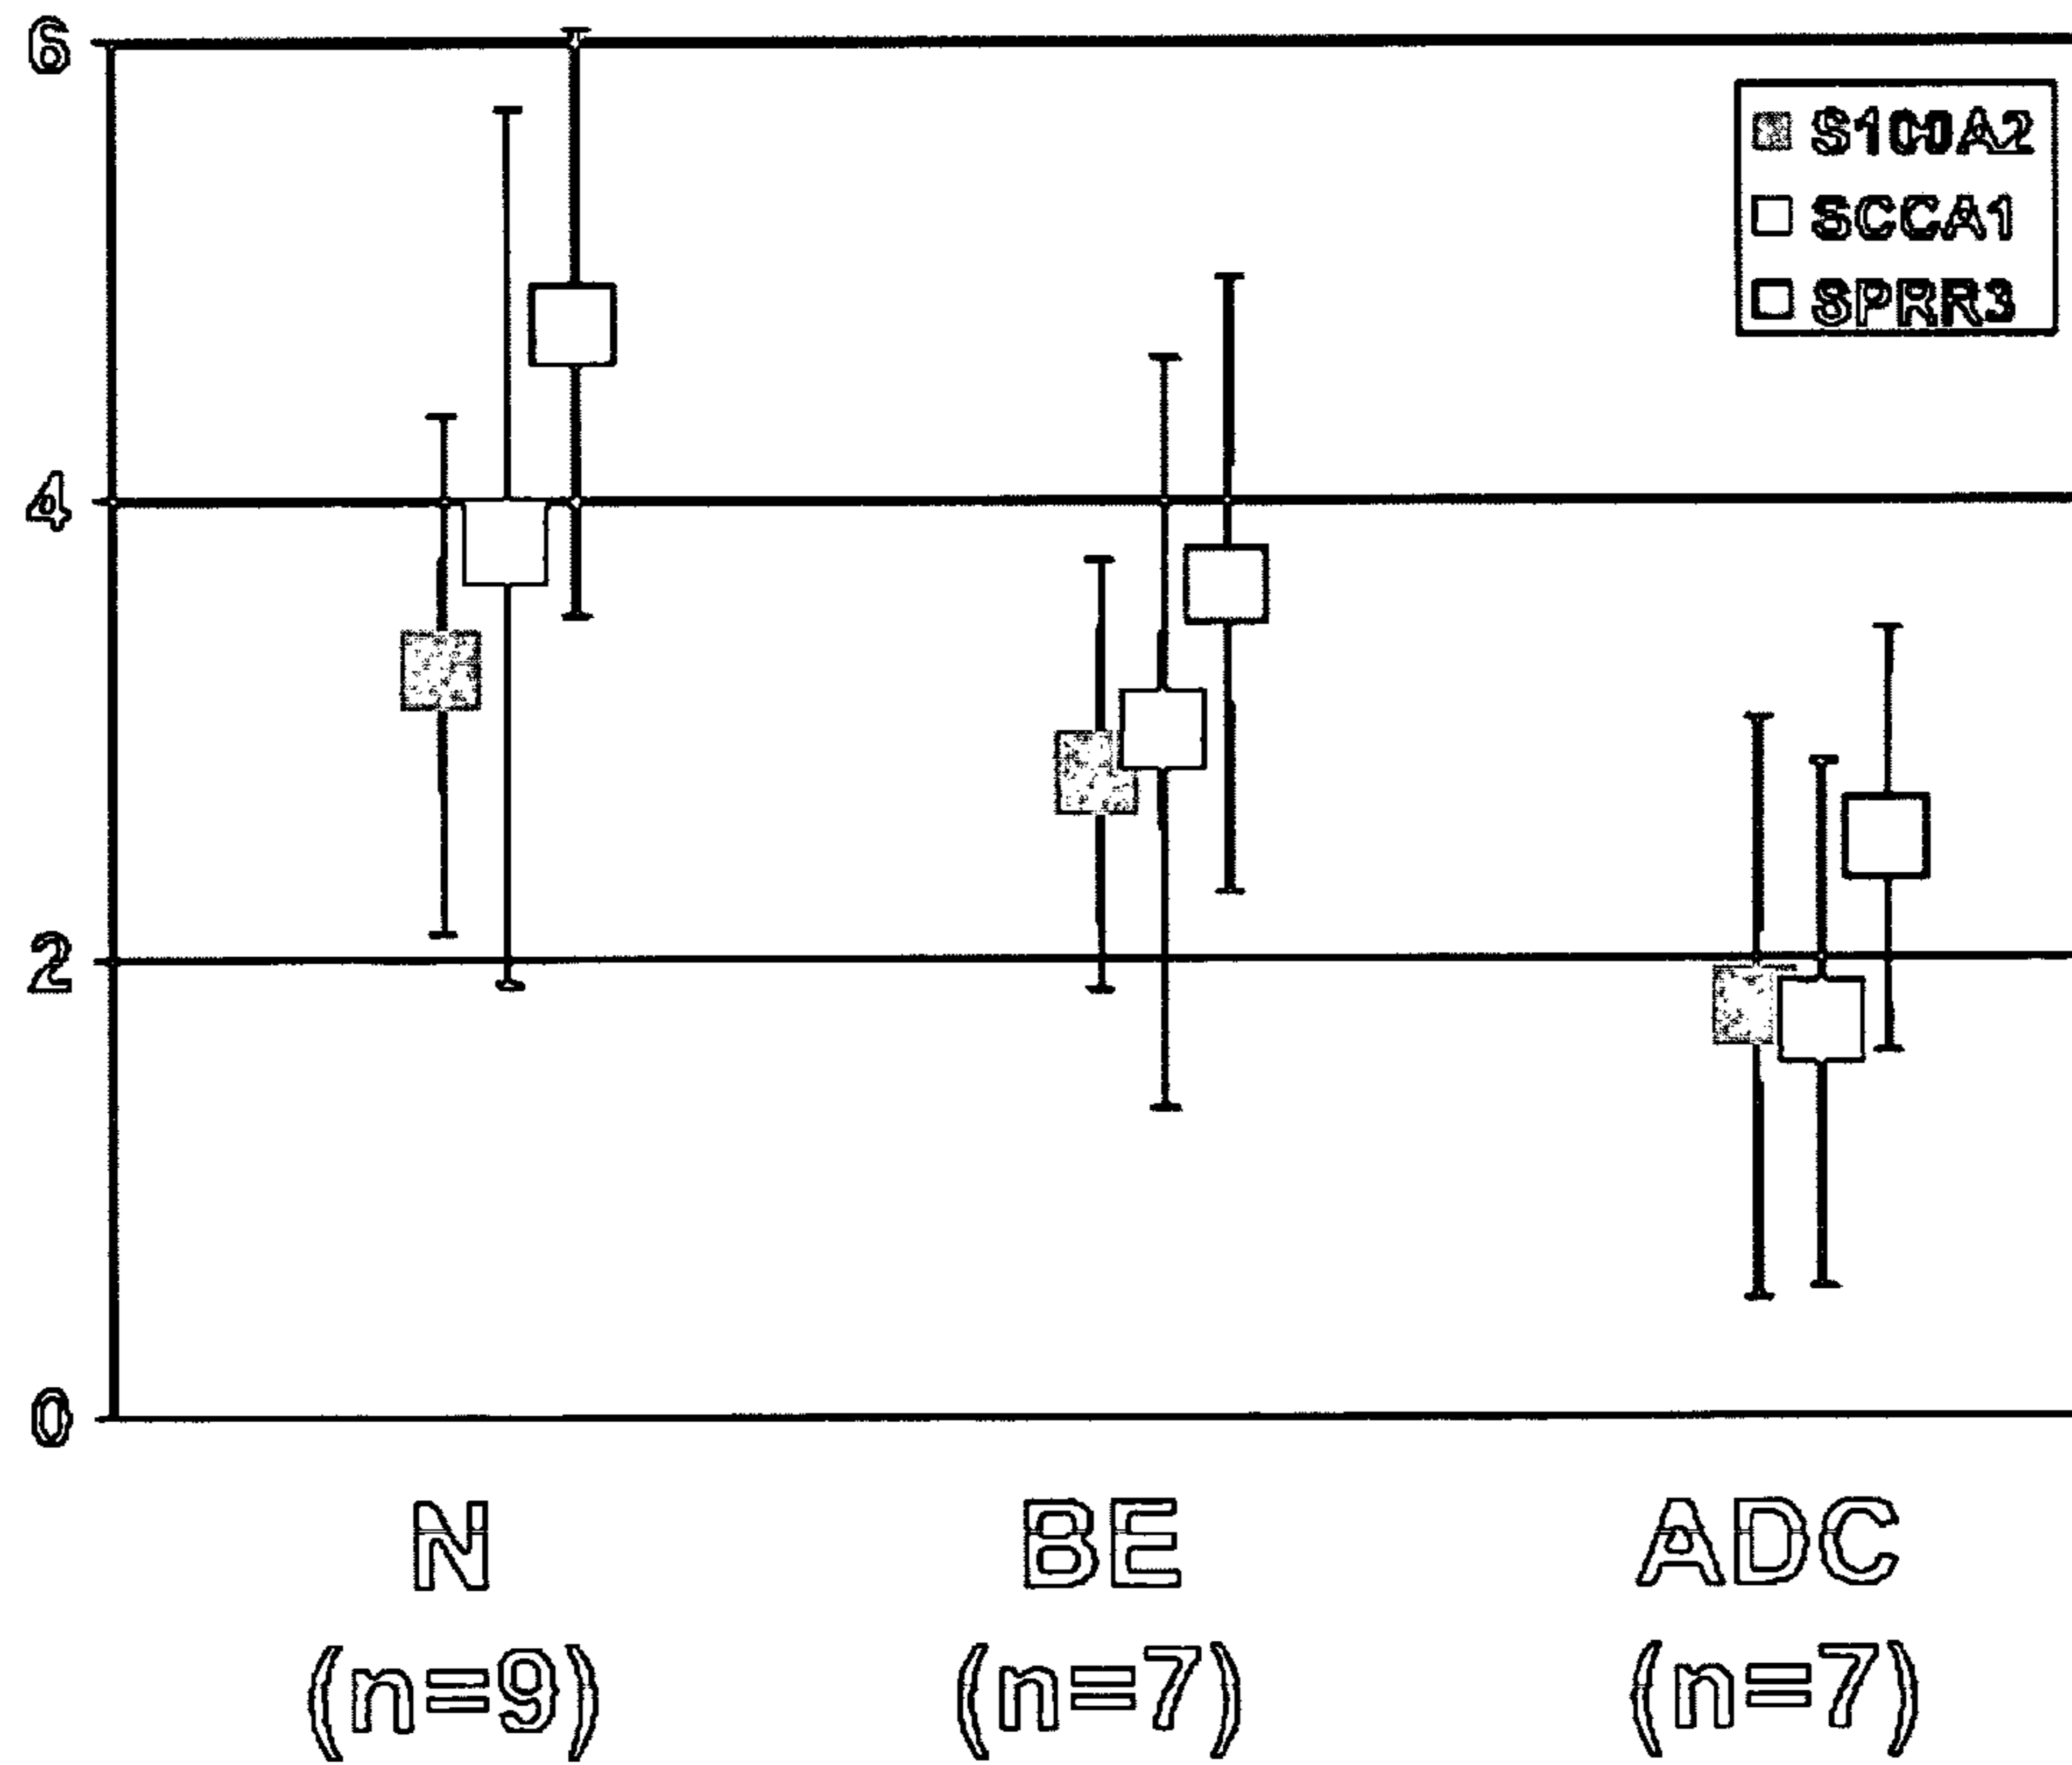 6
S100A2
SCCA1
SPRR3
4
2
0
N BE ADC
(n=9) (n=7) (n=7)